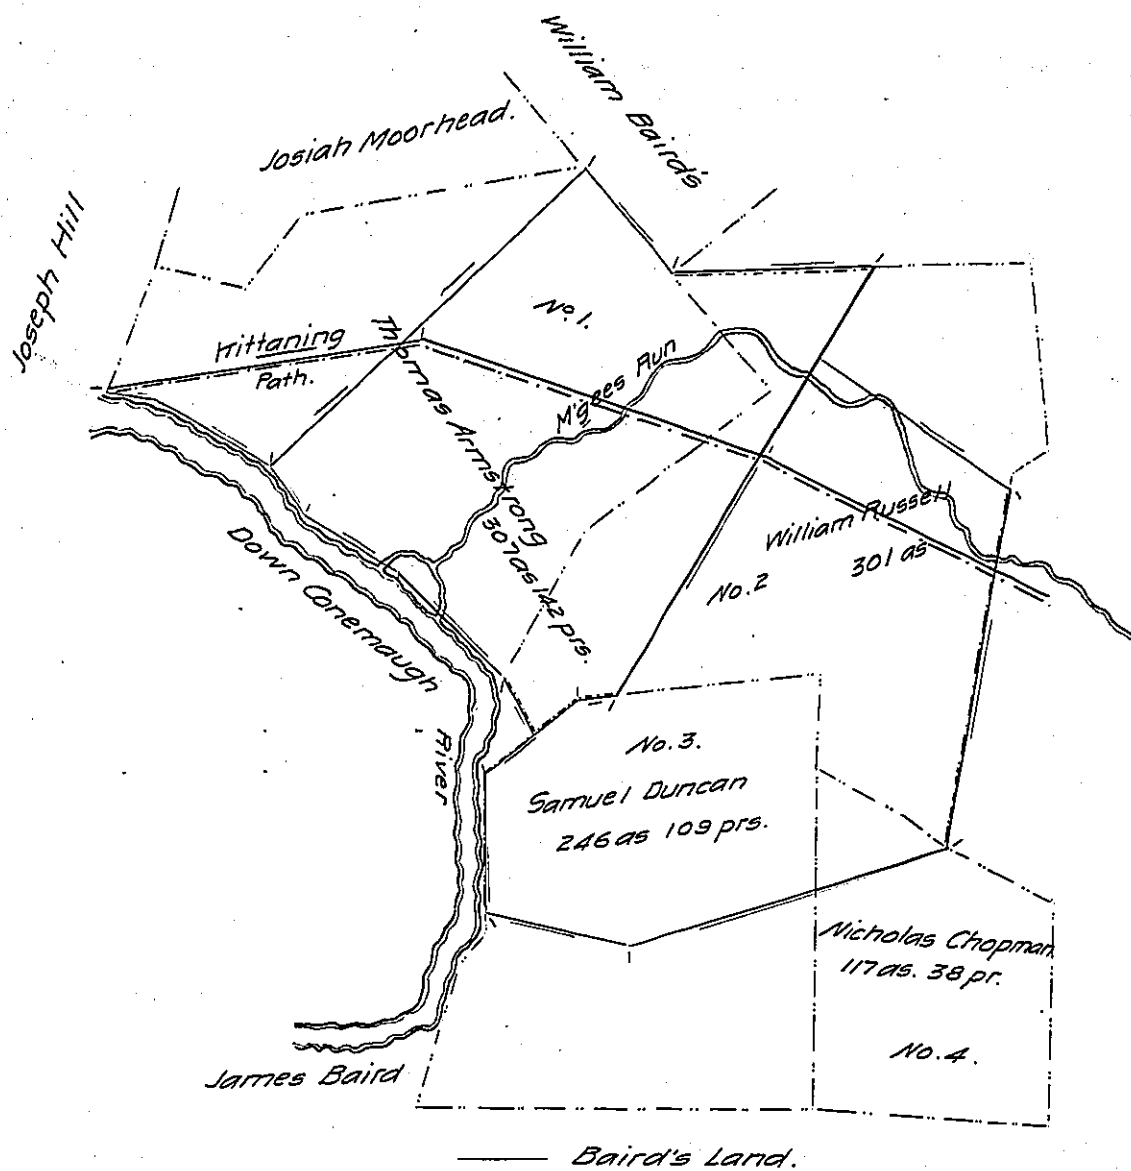 William Baird's
Josiah Moorhead.
Joseph Hill
No 1.
Kittaning
Path.
Thomas Armstrong
307 as 142 prs.
M'gees Run
William Russell
301 as
No. 2
Down Conemaugh
River
No. 3.
Samuel Duncan
246 as 109 prs.
Nicholas Chapman
117 as. 38 pr.
No. 4.
James Baird
Baird's Land.